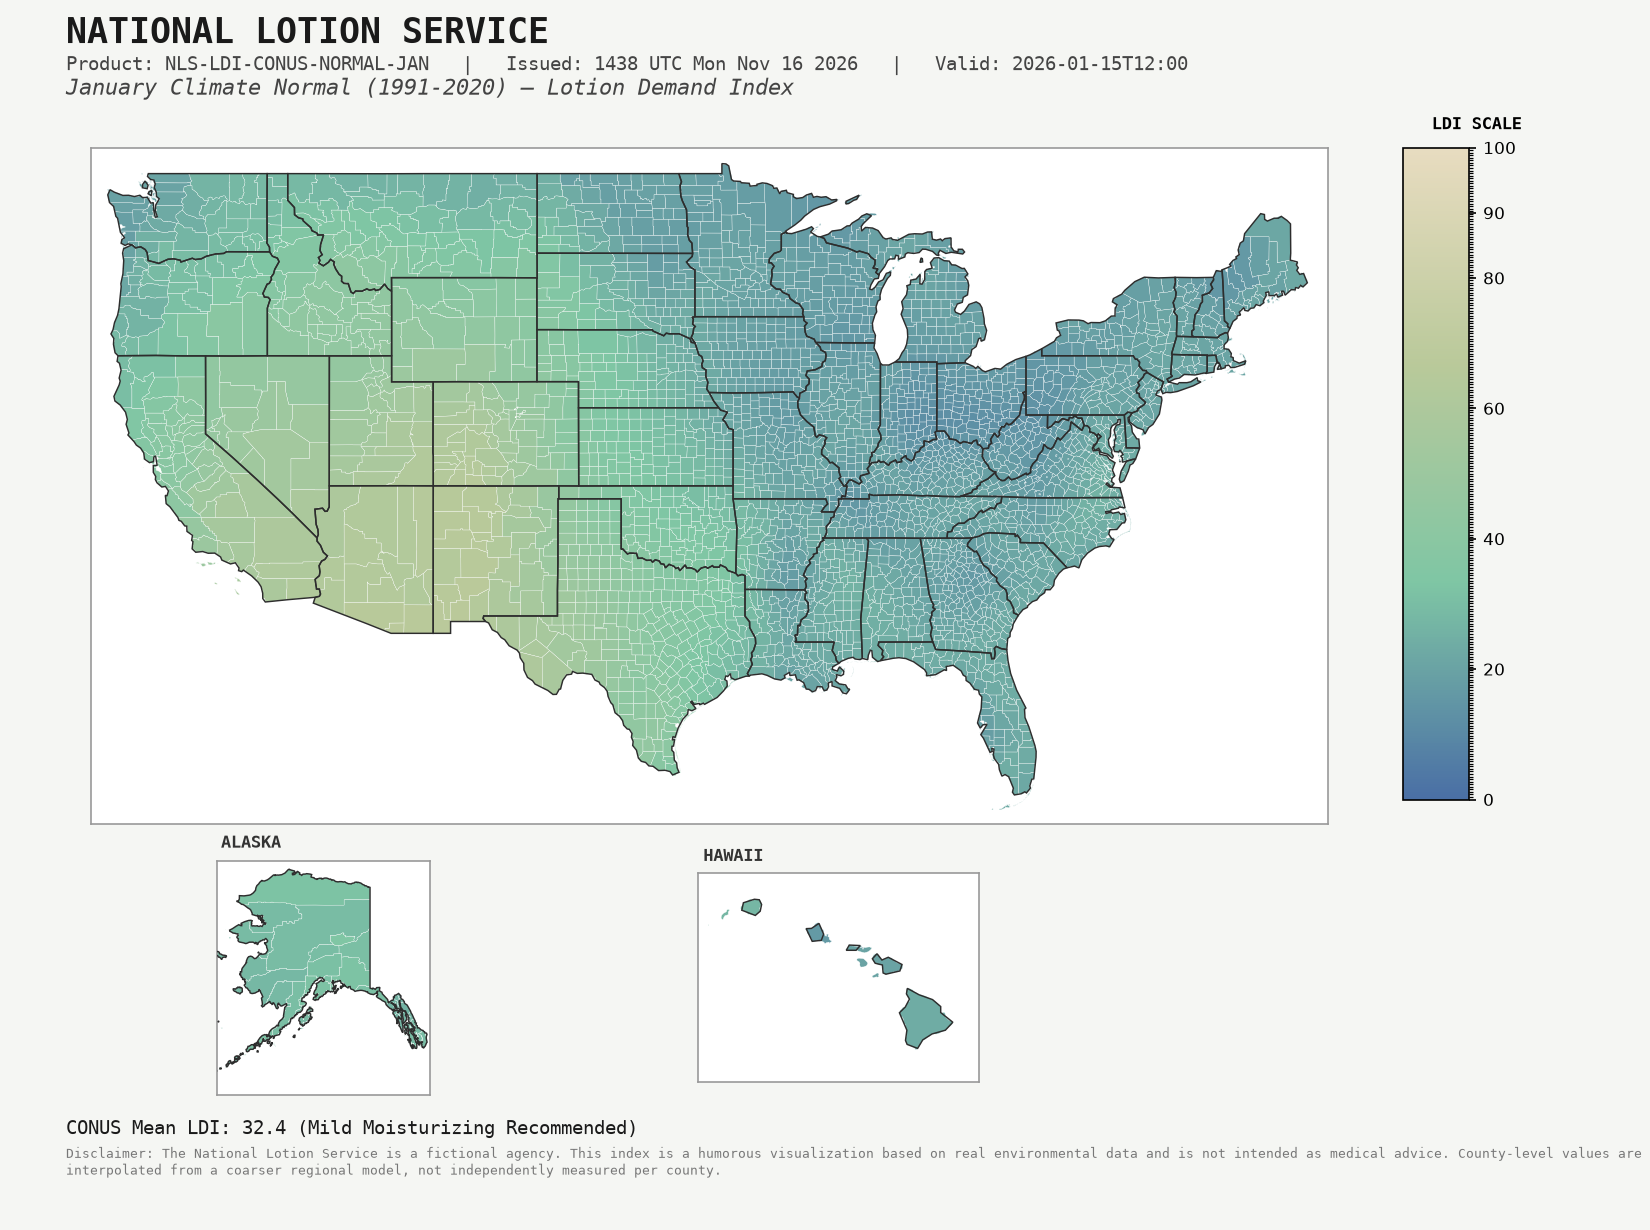 NATIONAL LOTION SERVICE
Product: NLS-LDI-CONUS-NORMAL-JAN | Issued: 1438 UTC Mon Nov 16 2026 | Valid: 2026-01-15T12:00
January Climate Normal (1991-2020) — Lotion Demand Index
LDI SCALE
100
90
80
60
40
20
0
ALASKA
HAWAII
CONUS Mean LDI: 32.4 (Mild Moisturizing Recommended)
Disclaimer: The National Lotion Service is a fictional agency. This index is a humorous visualization based on real environmental data and is not intended as medical advice. County-level values are
interpolated from a coarser regional model, not independently measured per county.